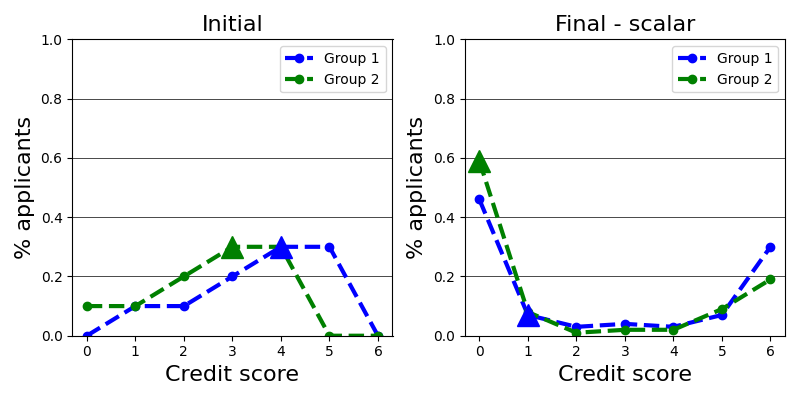 Initial
Final - scalar
1.0
0.8
0.6
0.4
0.2
0.0
% applicants
Group 1
Group 2
0 1 2 3 4 5 6
Credit score
1.0
0.8
0.6
0.4
0.2
0.0
% applicants
Group 1
Group 2
0 1 2 3 4 5 6
Credit score